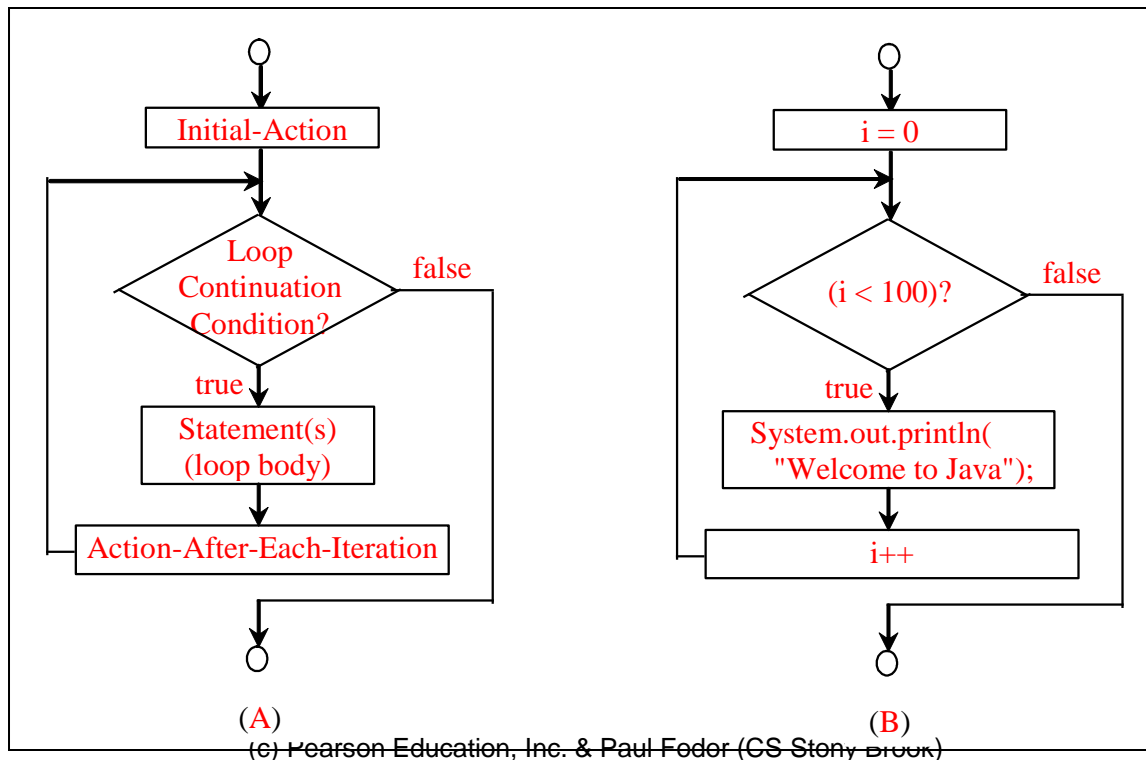 Initial-Action
Loop
Continuation
Condition?
false
true
Statement(s)
(loop body)
Action-After-Each-Iteration
(A)
i = 0
(i < 100)?
false
true
System.out.println(
"Welcome to Java");
i++
(B)
(c) Pearson Education, Inc. & Paul Fodor (CS Stony Brook)